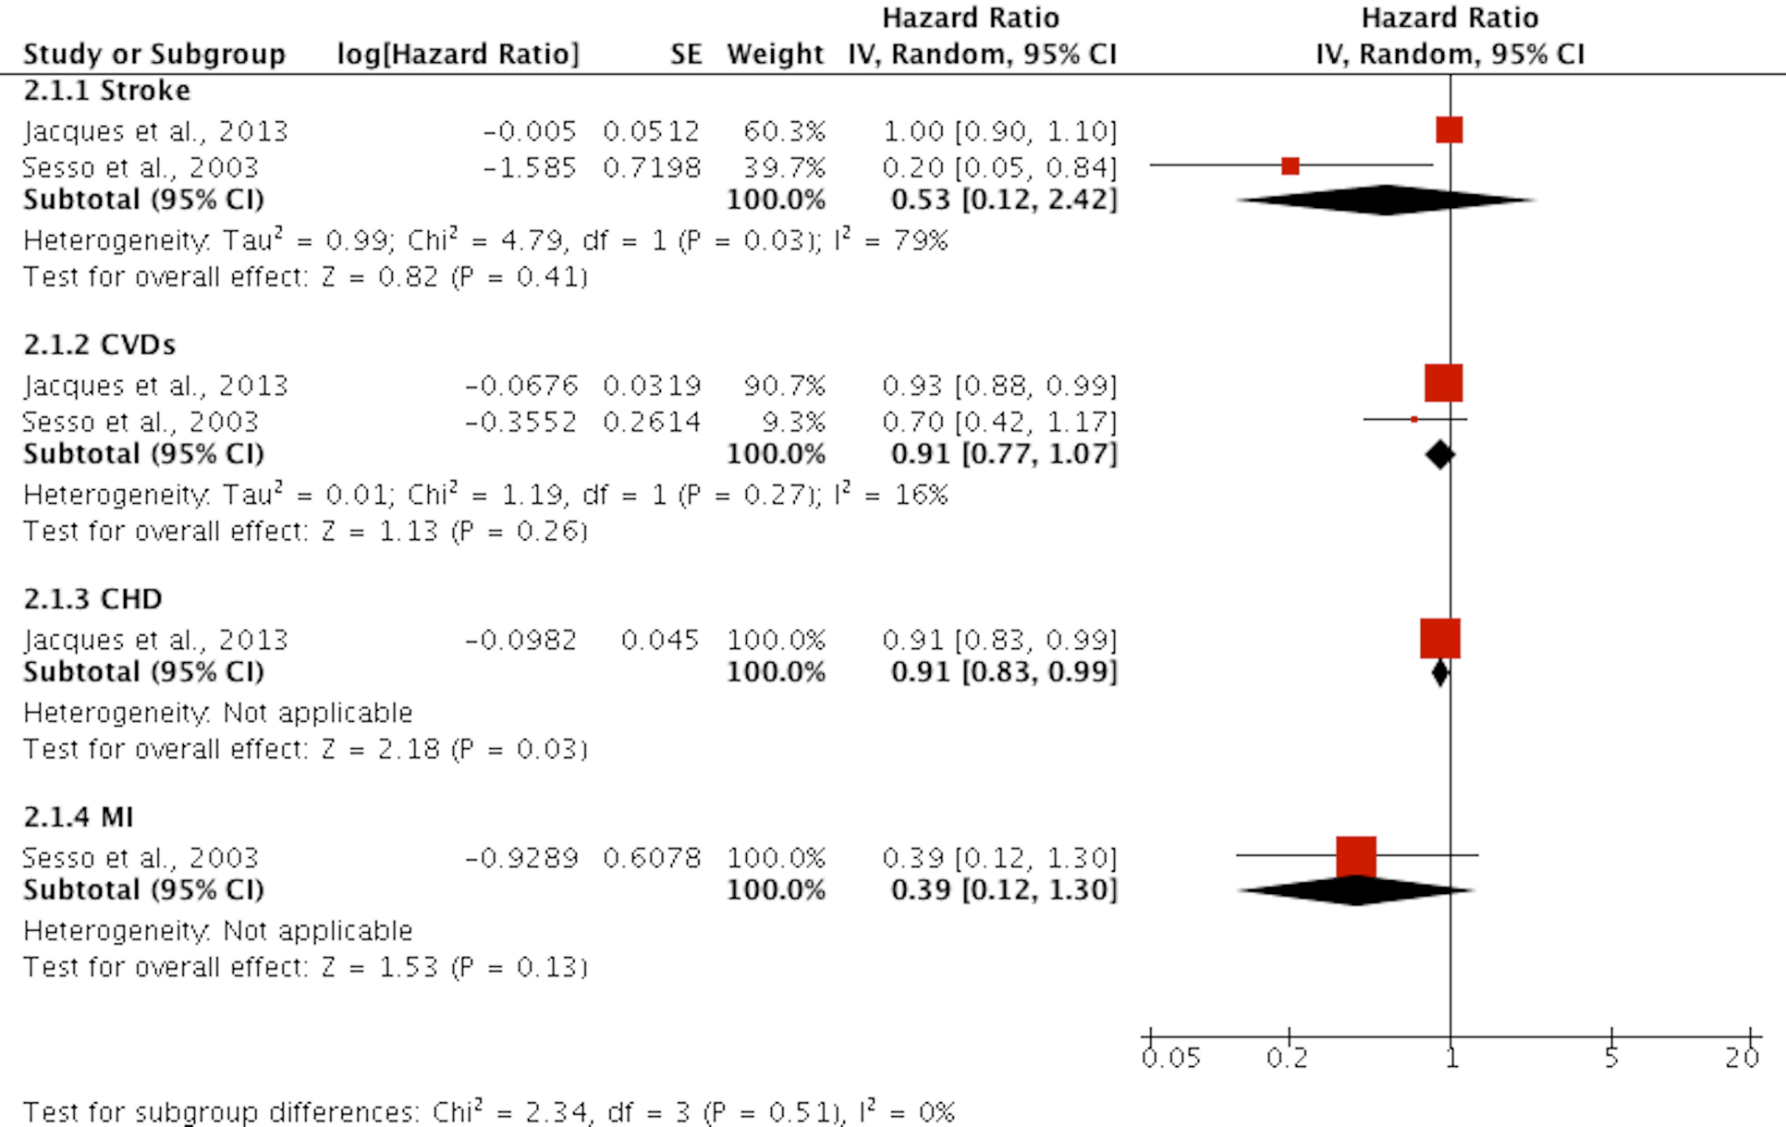 Hazard Ratio Hazard Ratio
Study or Subgroup log[Hazard Ratio] SE Weight IV, Random, 95% CI IV, Random, 95% CI
2.1.1 Stroke
Jacques et al., 2013 −0.005 0.0512 60.3% 1.00 [0.90, 1.10]
Sesso et al., 2003 −1.585 0.7198 39.7% 0.20 [0.05, 0.84]
Subtotal (95% CI) 100.0% 0.53 [0.12, 2.42]
Heterogeneity: Tau² = 0.99; Chi² = 4.79, df = 1 (P = 0.03); I² = 79%
Test for overall effect: Z = 0.82 (P = 0.41)
2.1.2 CVDs
Jacques et al., 2013 −0.0676 0.0319 90.7% 0.93 [0.88, 0.99]
Sesso et al., 2003 −0.3552 0.2614 9.3% 0.70 [0.42, 1.17]
Subtotal (95% CI) 100.0% 0.91 [0.77, 1.07]
Heterogeneity: Tau² = 0.01; Chi² = 1.19, df = 1 (P = 0.27); I² = 16%
Test for overall effect: Z = 1.13 (P = 0.26)
2.1.3 CHD
Jacques et al., 2013 −0.0982 0.045 100.0% 0.91 [0.83, 0.99]
Subtotal (95% CI) 100.0% 0.91 [0.83, 0.99]
Heterogeneity: Not applicable
Test for overall effect: Z = 2.18 (P = 0.03)
2.1.4 MI
Sesso et al., 2003 −0.9289 0.6078 100.0% 0.39 [0.12, 1.30]
Subtotal (95% CI) 100.0% 0.39 [0.12, 1.30]
Heterogeneity: Not applicable
Test for overall effect: Z = 1.53 (P = 0.13)
0.05 0.2 1 5 20
Test for subgroup differences: Chi² = 2.34, df = 3 (P = 0.51), I² = 0%